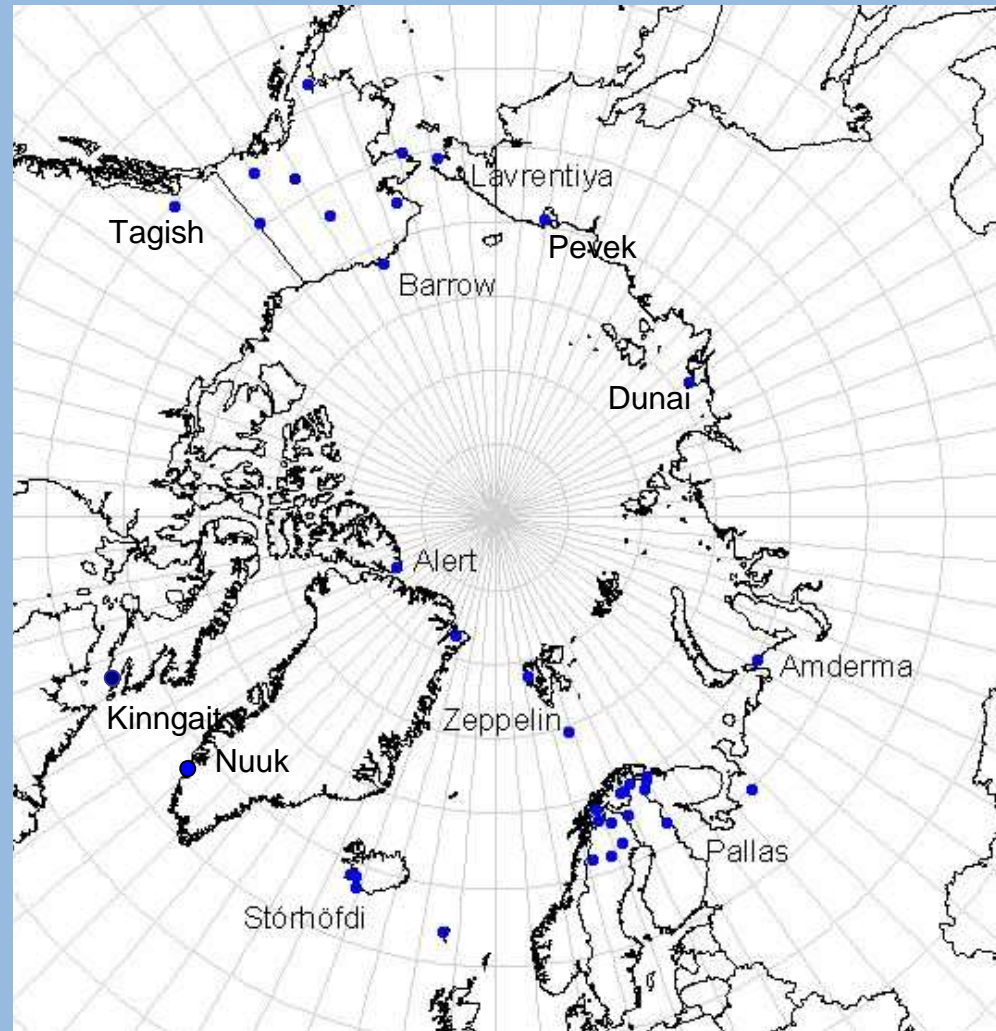 Lavrentiya
Tagish
Pevek
Barrow
Dunai
Alert
Amderma
Kinngait
Zeppelin
Nuuk
Pallas
Stórhöfdi